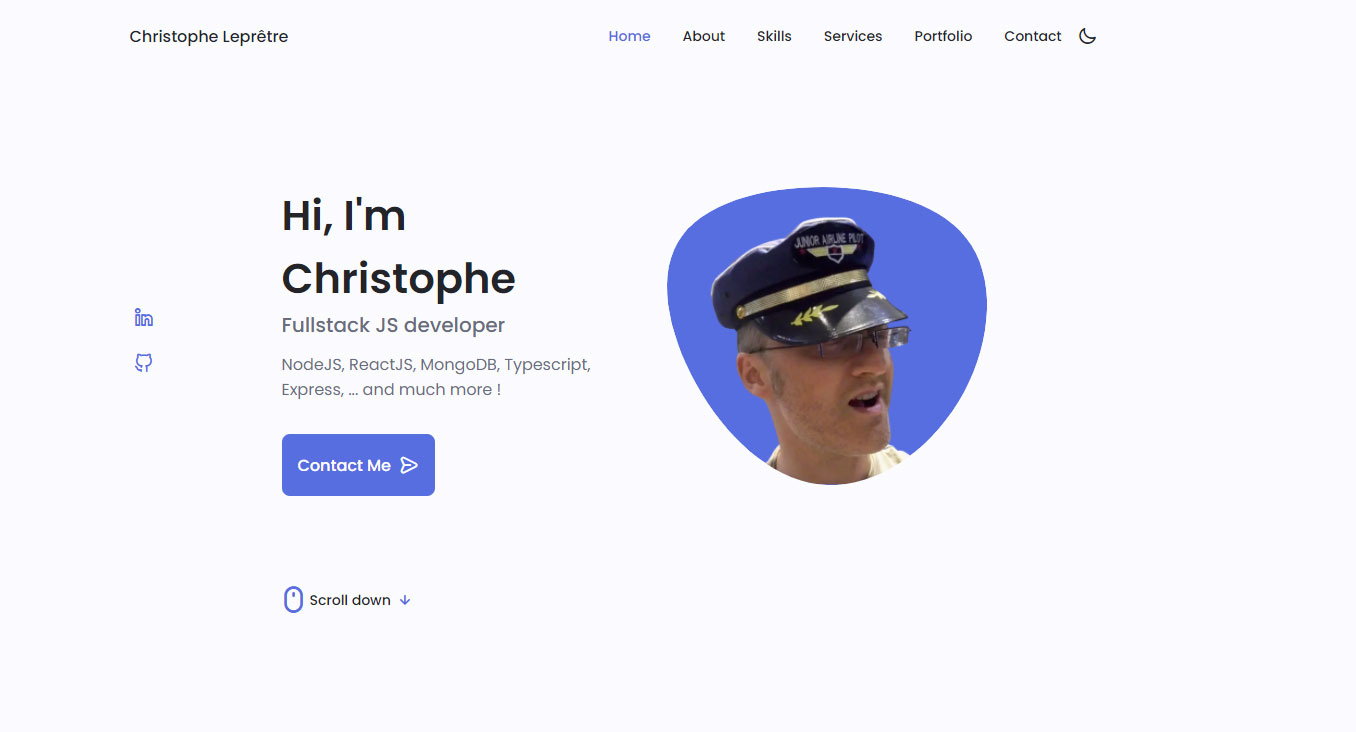 Christophe Leprêtre
Home About Skills Services Portfolio Contact
Hi, I'm
Christophe
Fullstack JS developer
NodeJS, ReactJS, MongoDB, Typescript,
Express, ... and much more !
Contact Me
Scroll down
JUNIOR AIRLINE PILOT
in